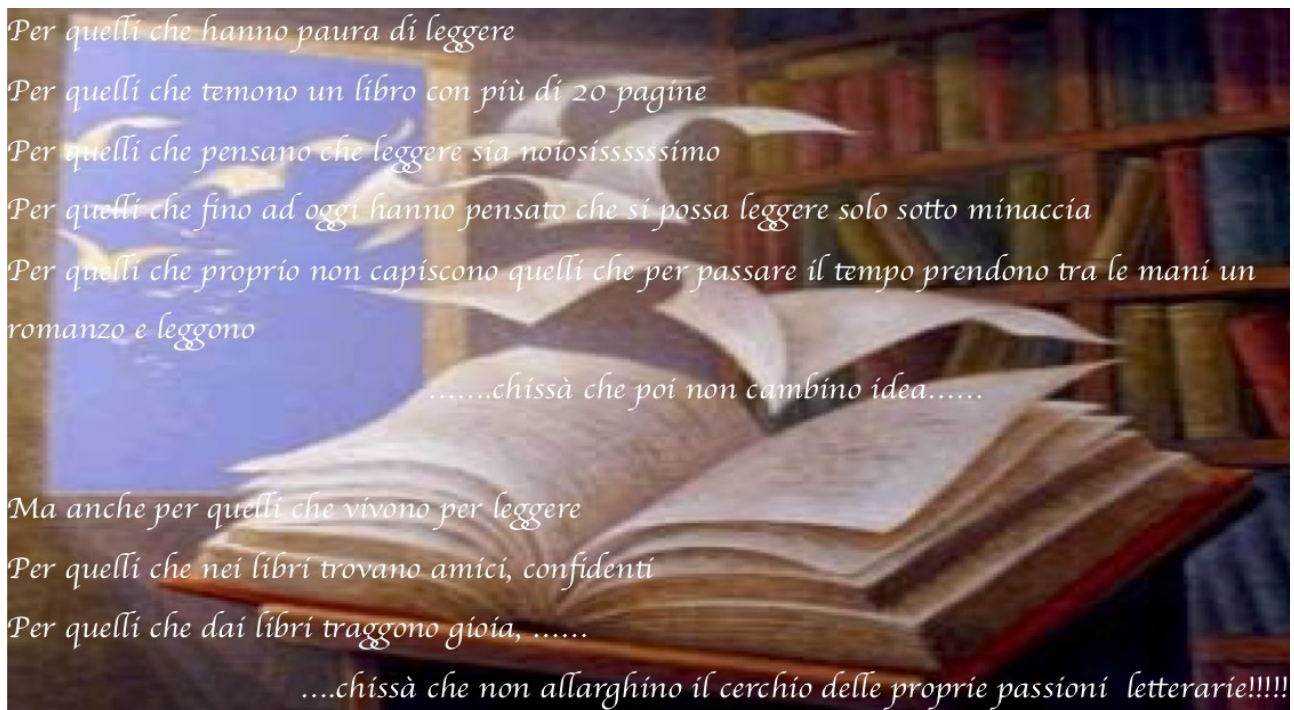 Per quelli che hanno paura di leggere
Per quelli che temono un libro con più di 20 pagine
Per quelli che pensano che leggere sia noiosisssssimo
Per quelli che fino ad oggi hanno pensato che si possa leggere solo sotto minaccia
Per quelli che proprio non capiscono quelli che per passare il tempo prendono tra le mani un
romanzo e leggono
…….chissà che poi non cambino idea……
Ma anche per quelli che vivono per leggere
Per quelli che nei libri trovano amici, confidenti
Per quelli che dai libri traggono gioia, ……
….chissà che non allarghino il cerchio delle proprie passioni  letterarie!!!!!